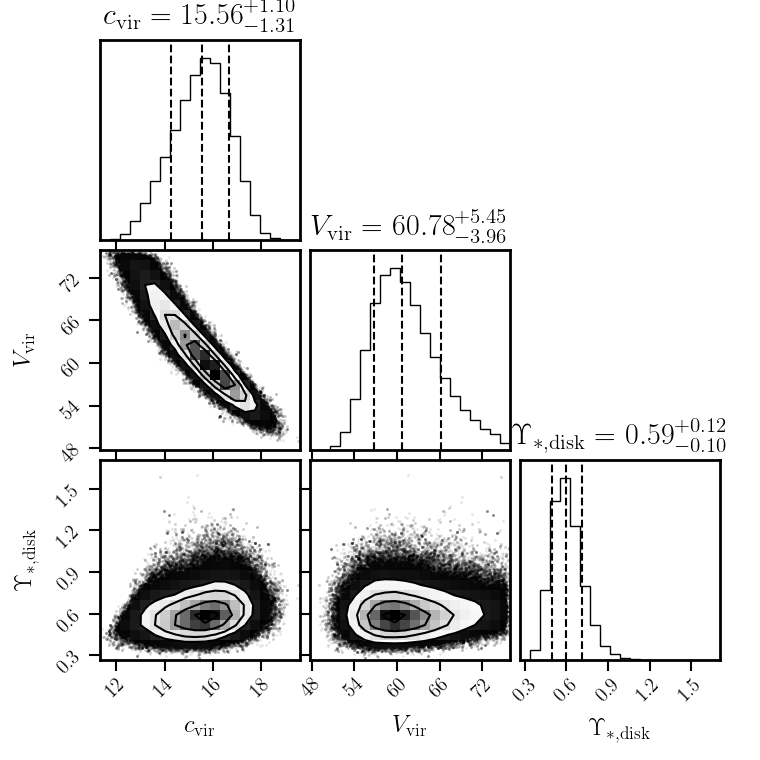 c_vir = 15.56^{+1.10}_{−1.31}
V_vir = 60.78^{+5.45}_{−3.96}
72
66
60
54
48
V_vir
ϒ_{*,disk} = 0.59^{+0.12}_{−0.10}
1.5
1.2
0.9
0.6
0.3
ϒ_{*,disk}
12 14 16 18
48 54 60 66 72
0.3 0.6 0.9 1.2 1.5
c_vir
V_vir
ϒ_{*,disk}